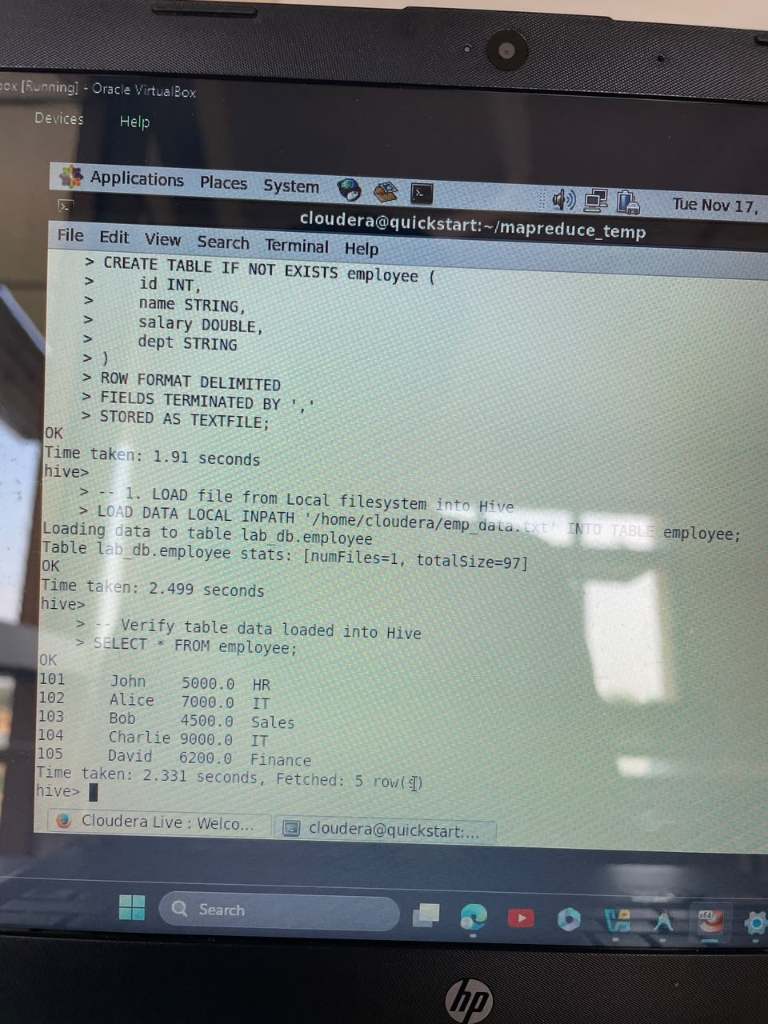 ox [Running] - Oracle VirtualBox
Devices Help
Applications Places System Tue Nov 17,
cloudera@quickstart:~/mapreduce_temp
File Edit View Search Terminal Help
> CREATE TABLE IF NOT EXISTS employee (
> id INT,
> name STRING,
> salary DOUBLE,
> dept STRING
> )
> ROW FORMAT DELIMITED
> FIELDS TERMINATED BY ','
> STORED AS TEXTFILE;
OK
Time taken: 1.91 seconds
hive>
> -- 1. LOAD file from Local filesystem into Hive
> LOAD DATA LOCAL INPATH '/home/cloudera/emp_data.txt' INTO TABLE employee;
Loading data to table lab_db.employee
Table lab_db.employee stats: [numFiles=1, totalSize=97]
OK
Time taken: 2.499 seconds
hive>
> -- Verify table data loaded into Hive
> SELECT * FROM employee;
OK
101 John 5000.0 HR
102 Alice 7000.0 IT
103 Bob 4500.0 Sales
104 Charlie 9000.0 IT
105 David 6200.0 Finance
Time taken: 2.331 seconds, Fetched: 5 row(s)
hive>
Cloudera Live : Welco... cloudera@quickstart:...
Search
hp